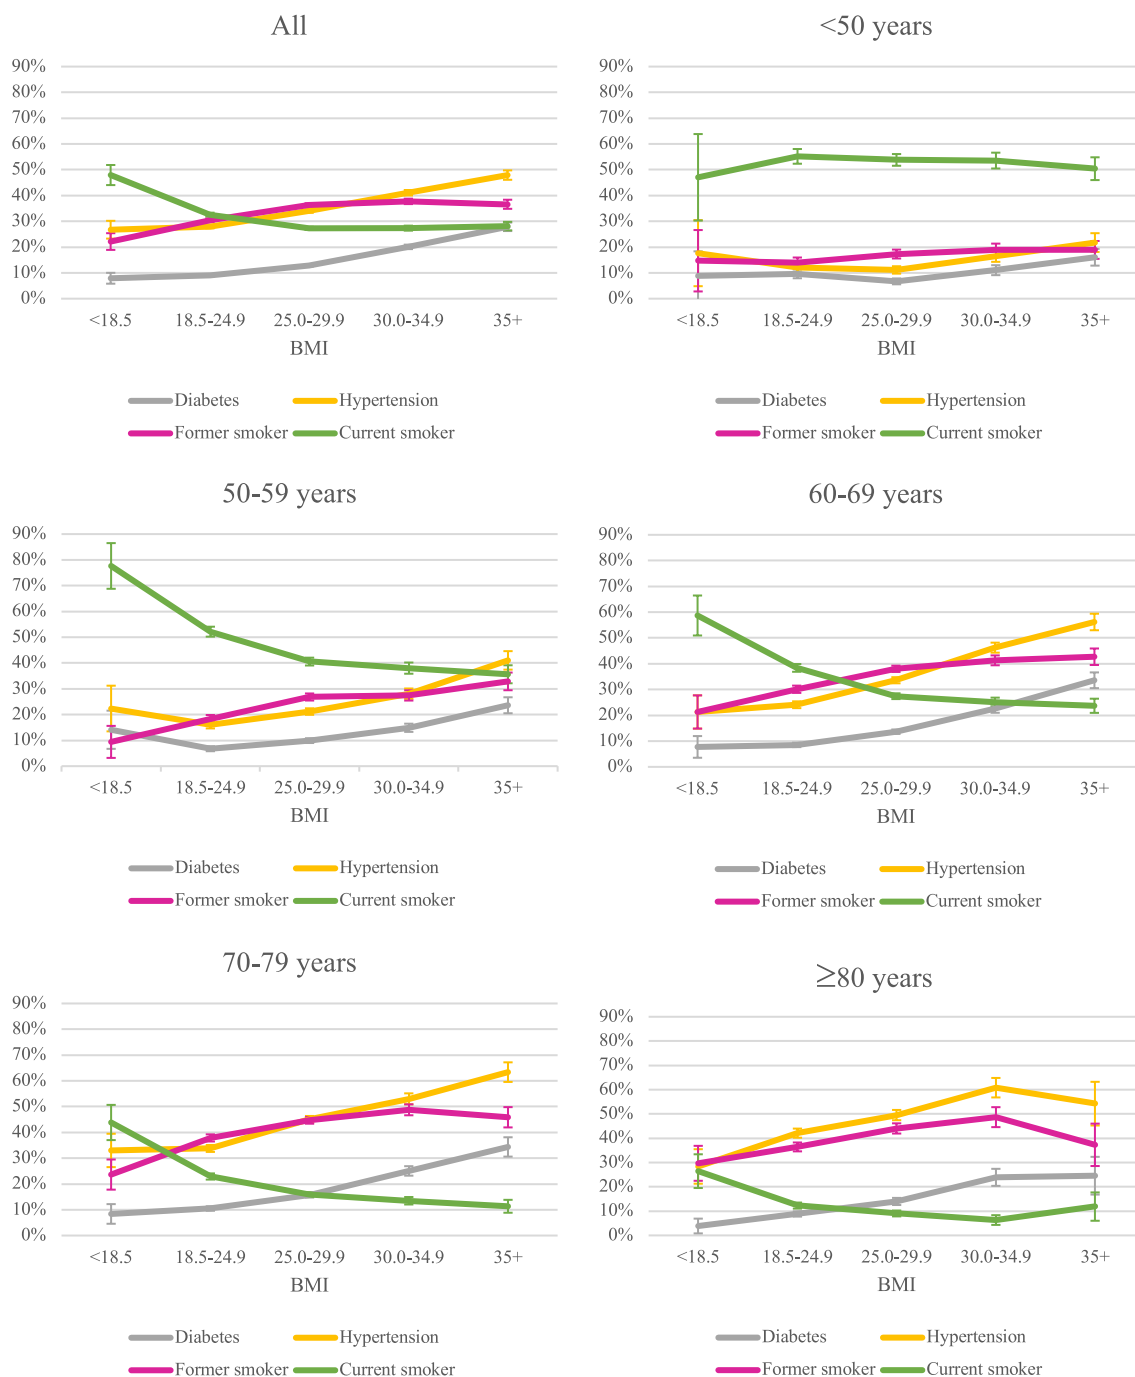 All
90%
80%
70%
60%
50%
40%
30%
20%
10%
0%
<18.5 18.5-24.9 25.0-29.9 30.0-34.9 35+
BMI
Diabetes Hypertension
Former smoker Current smoker
<50 years
90%
80%
70%
60%
50%
40%
30%
20%
10%
0%
<18.5 18.5-24.9 25.0-29.9 30.0-34.9 35+
BMI
Diabetes Hypertension
Former smoker Current smoker
50-59 years
90%
80%
70%
60%
50%
40%
30%
20%
10%
0%
<18.5 18.5-24.9 25.0-29.9 30.0-34.9 35+
BMI
Diabetes Hypertension
Former smoker Current smoker
60-69 years
90%
80%
70%
60%
50%
40%
30%
20%
10%
0%
<18.5 18.5-24.9 25.0-29.9 30.0-34.9 35+
BMI
Diabetes Hypertension
Former smoker Current smoker
70-79 years
90%
80%
70%
60%
50%
40%
30%
20%
10%
0%
<18.5 18.5-24.9 25.0-29.9 30.0-34.9 35+
BMI
Diabetes Hypertension
Former smoker Current smoker
≥80 years
90%
80%
70%
60%
50%
40%
30%
20%
10%
0%
<18.5 18.5-24.9 25.0-29.9 30.0-34.9 35+
BMI
Diabetes Hypertension
Former smoker Current smoker